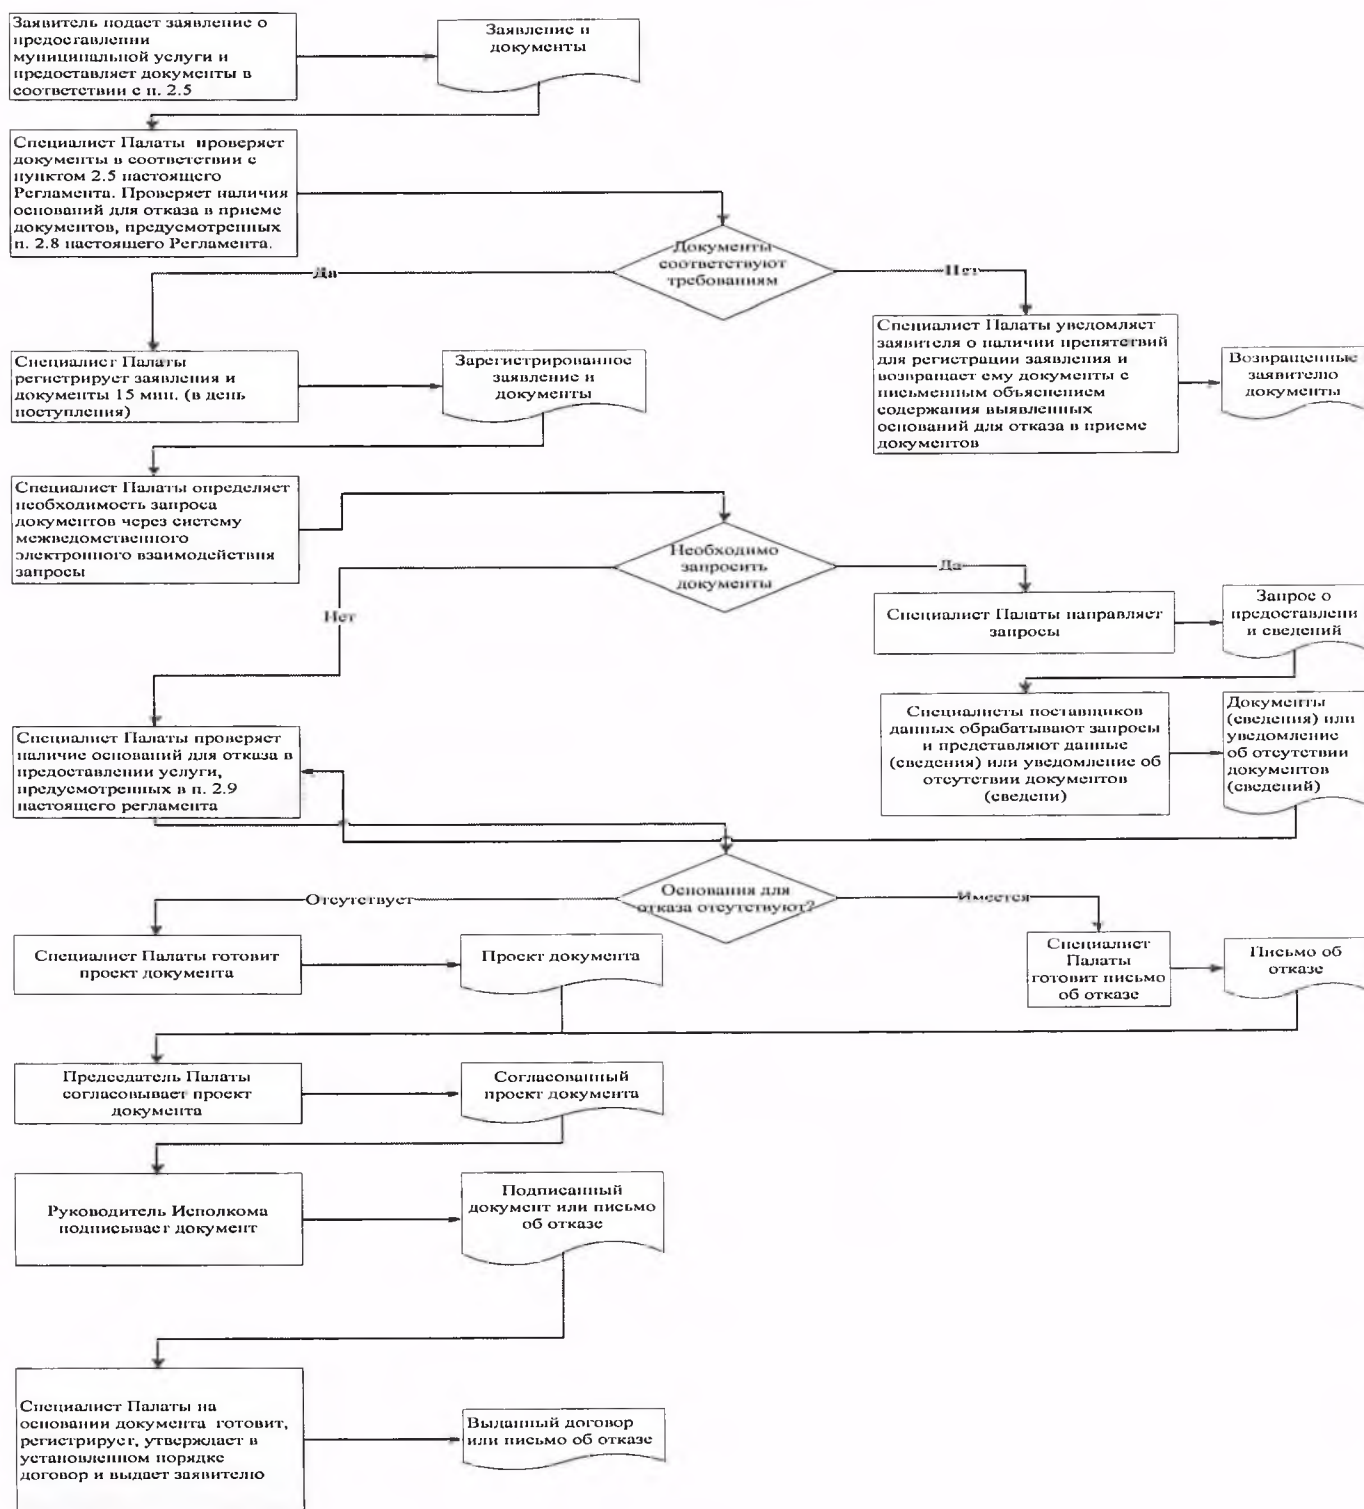 Заявитель подает заявление о
предоставлении
муниципальной услуги и
предоставляет документы в
соответствии с п. 2.5
Заявление и
документы
Специалист Палаты проверяет
документы в соответствии с
пунктом 2.5 настоящего
Регламента. Проверяет наличия
оснований для отказа в приеме
документов, предусмотренных
п. 2.8 настоящего Регламента.
Документы
соответствуют
требованиям
Да
Нет
Специалист Палаты
регистрирует заявления и
документы 15 мин. (в день
поступления)
Зарегистрированное
заявление и
документы
Специалист Палаты уведомляет
заявителя о наличии препятствий
для регистрации заявления и
возвращает ему документы с
письменным объяснением
содержания выявленных
оснований для отказа в приеме
документов
Возвращенные
заявителю
документы
Специалист Палаты определяет
необходимость запроса
документов через систему
межведомственного
электронного взаимодействия
запросы
Необходимо
запросить
документы
Да
Нет
Специалист Палаты направляет
запросы
Запрос о
предоставлени
и сведений
Специалист Палаты проверяет
наличие оснований для отказа в
предоставлении услуги,
предусмотренных в п. 2.9
настоящего регламента
Специалисты поставщиков
данных обрабатывают запросы
и представляют данные
(сведения) или уведомление об
отсутствии документов
(сведени)
Документы
(сведения) или
уведомление
об отсутствии
документов
(сведений)
Основания для
отказа отсутствуют?
Отсутствует
Имеется
Специалист Палаты готовит
проект документа
Проект документа
Специалист
Палаты
готовит письмо
об отказе
Письмо об
отказе
Председатель Палаты
согласовывает проект
документа
Согласованный
проект документа
Руководитель Исполкома
подписывает документ
Подписанный
документ или письмо
об отказе
Специалист Палаты на
основании документа готовит,
регистрирует, утверждает в
установленном порядке
договор и выдает заявителю
Выданный договор
или письмо об отказе